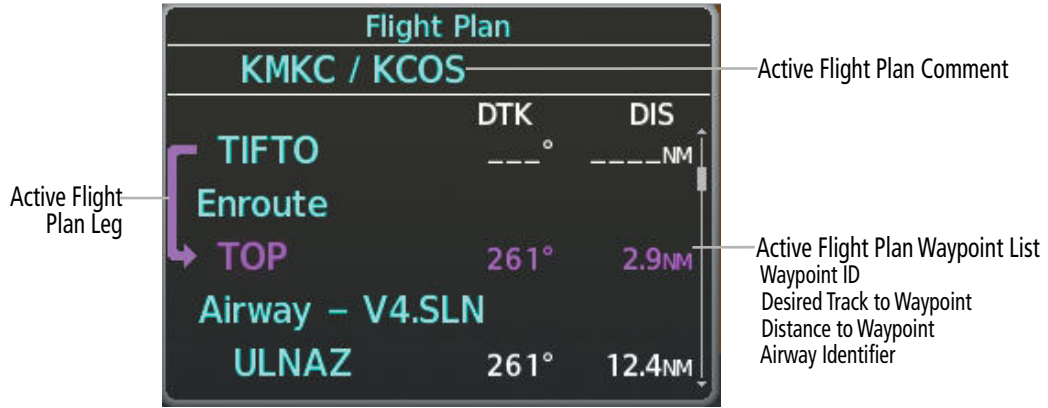 Flight Plan
KMKC / KCOS
Active Flight Plan Comment
DTK DIS
TIFTO ___° ____NM
Active Flight
Plan Leg
Enroute
TOP 261° 2.9NM
Active Flight Plan Waypoint List
Waypoint ID
Desired Track to Waypoint
Distance to Waypoint
Airway Identifier
Airway – V4.SLN
ULNAZ 261° 12.4NM